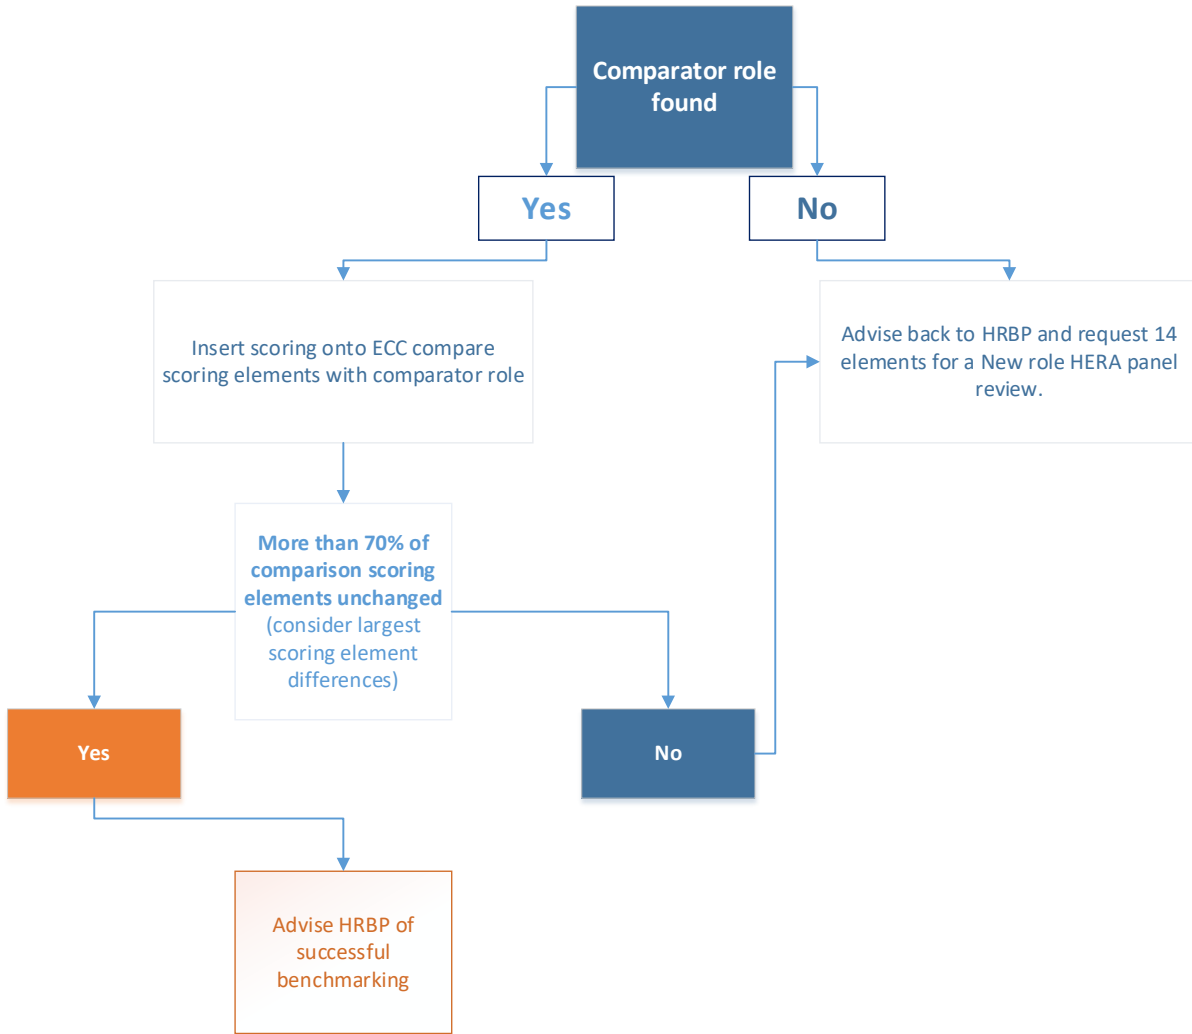 Comparator role
found
Yes
No
Insert scoring onto ECC compare
scoring elements with comparator role
Advise back to HRBP and request 14
elements for a New role HERA panel
review.
More than 70% of
comparison scoring
elements unchanged
(consider largest
scoring element
differences)
Yes
No
Advise HRBP of
successful
benchmarking